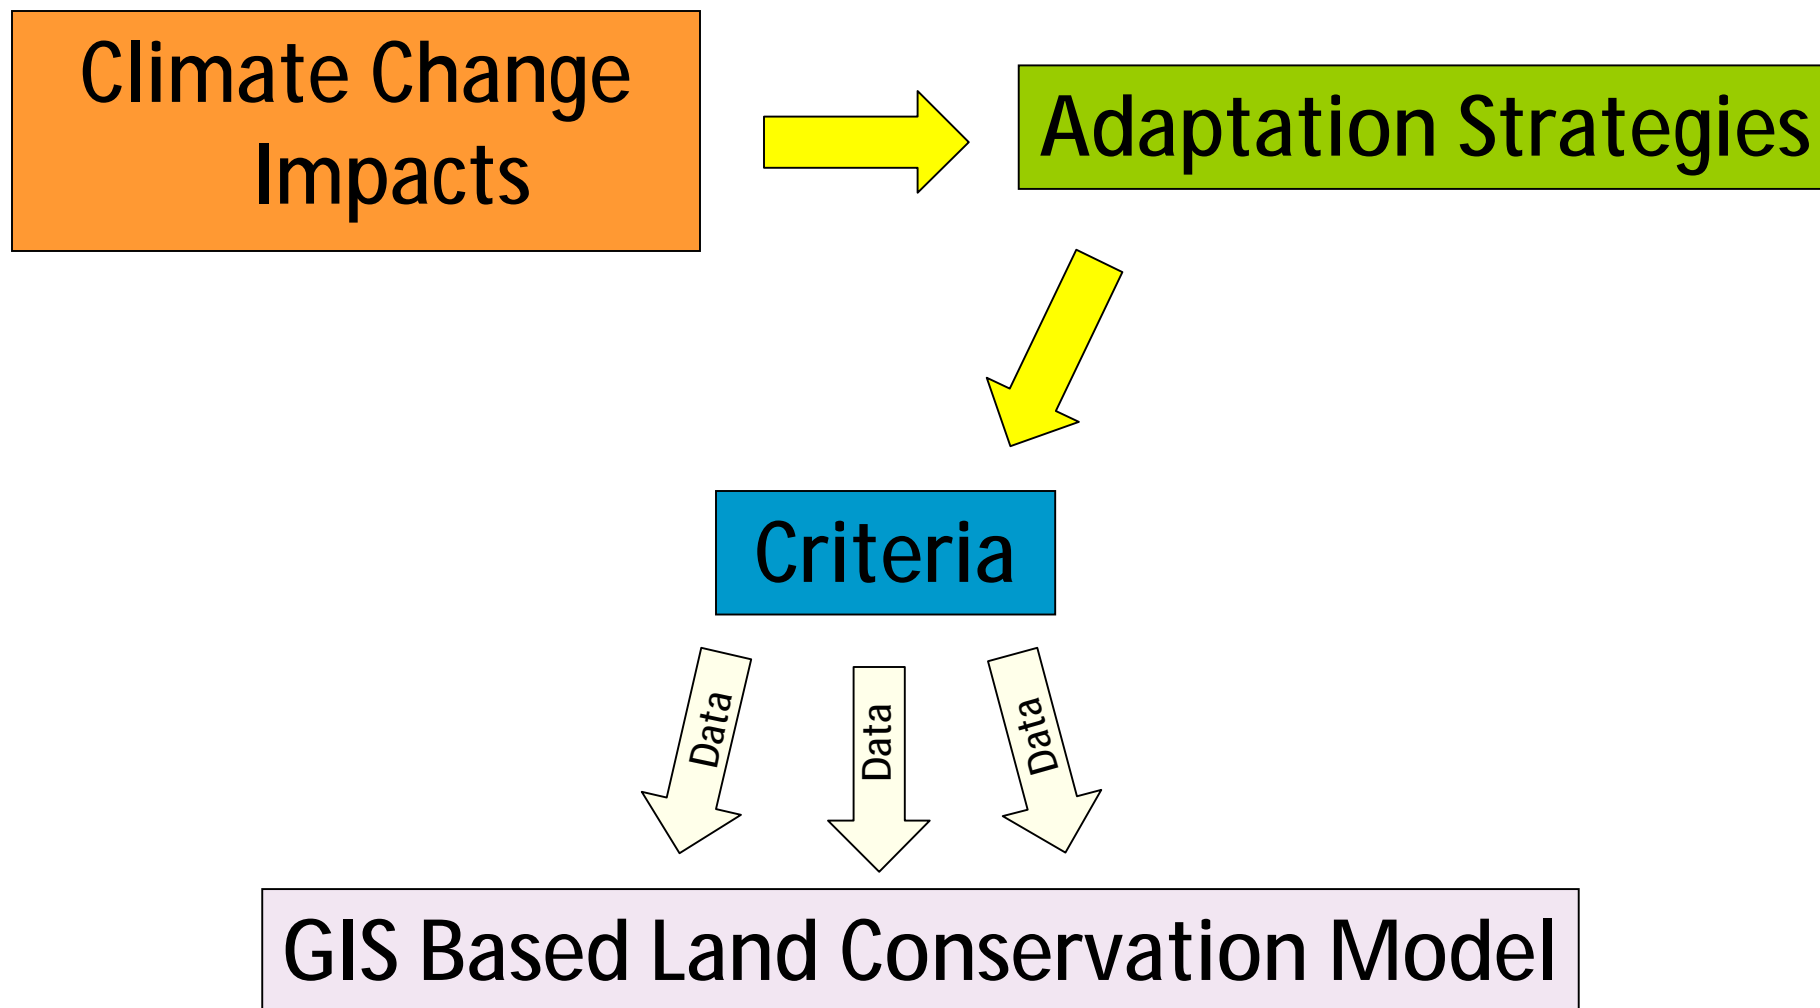 Climate Change
Impacts
Adaptation Strategies
Criteria
Data
Data
Data
GIS Based Land Conservation Model